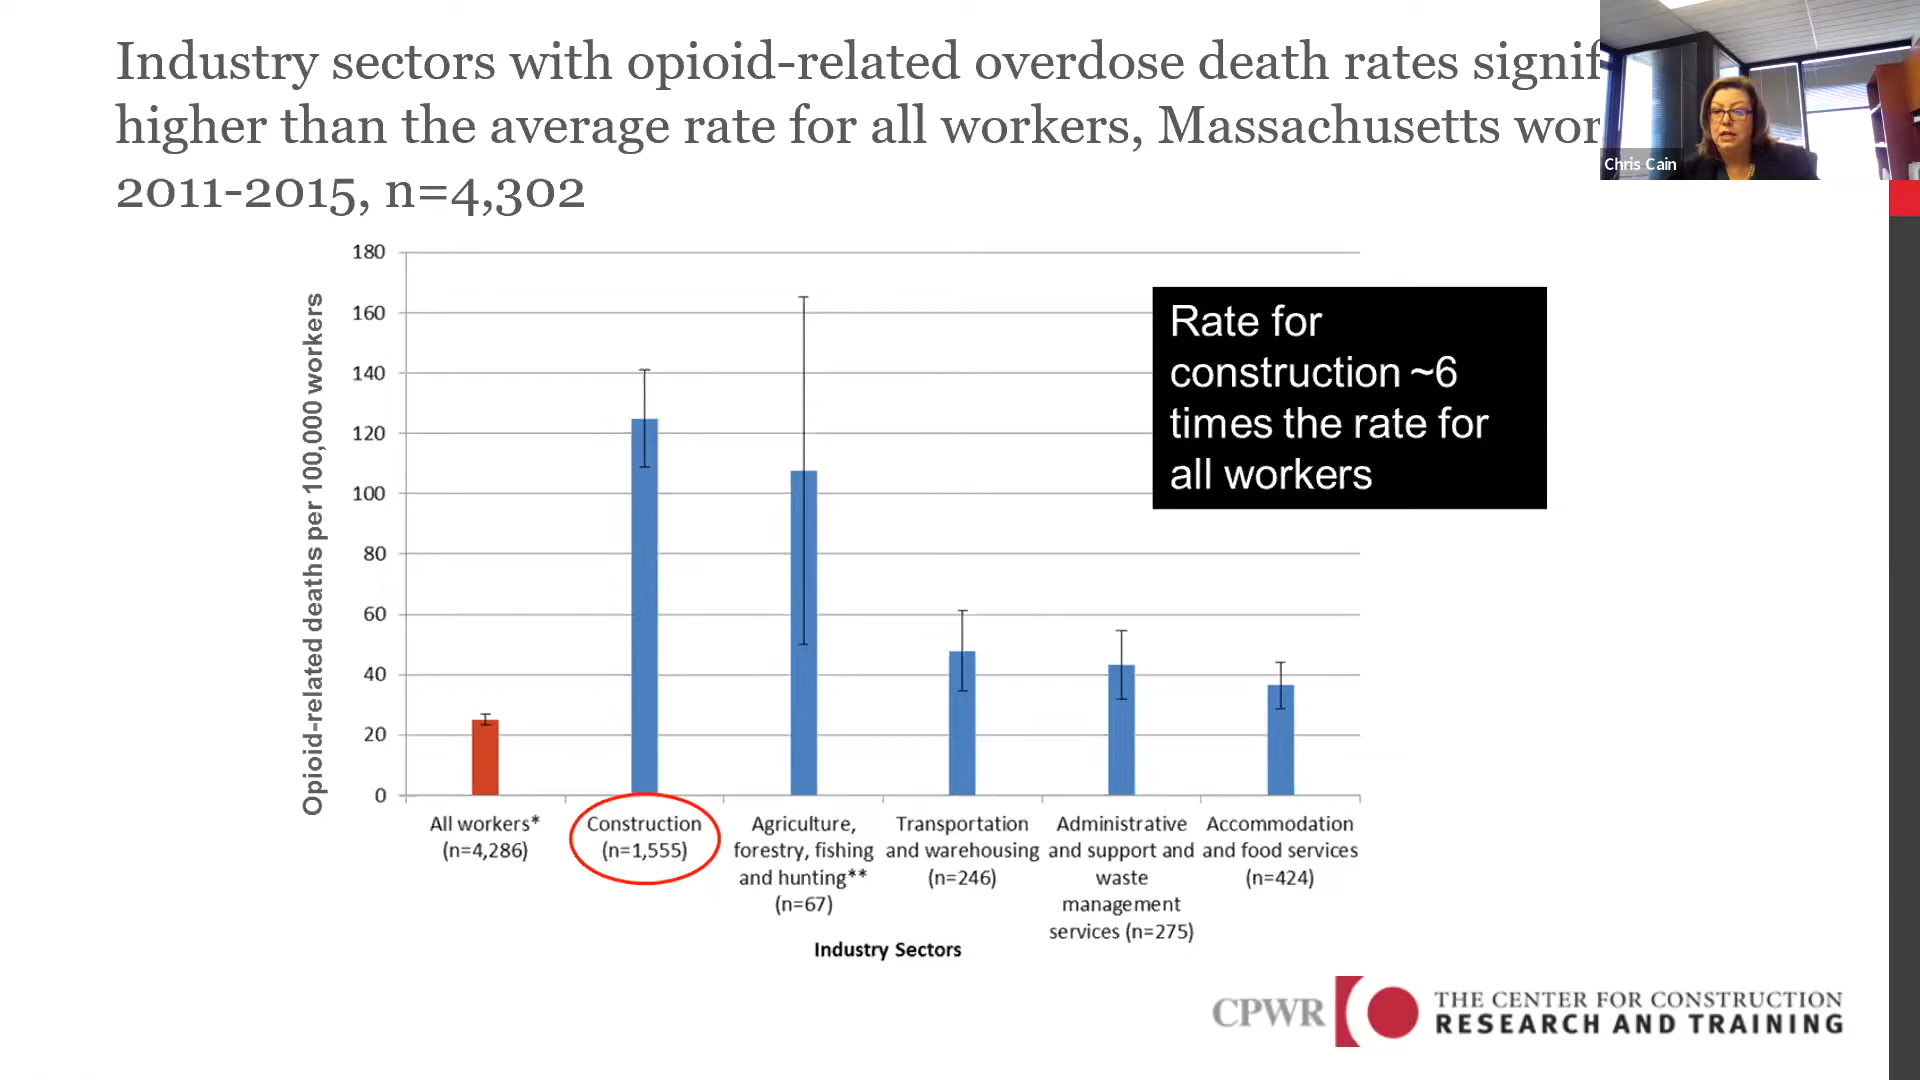 Industry sectors with opioid-related overdose death rates signif
higher than the average rate for all workers, Massachusetts wor
2011-2015, n=4,302
Chris Cain
Opioid-related deaths per 100,000 workers
180
160
140
120
100
80
60
40
20
0
Rate for
construction ~6
times the rate for
all workers
All workers*
(n=4,286)
Construction
(n=1,555)
Agriculture,
forestry, fishing
and hunting**
(n=67)
Transportation
and warehousing
(n=246)
Administrative
and support and
waste
management
services (n=275)
Accommodation
and food services
(n=424)
Industry Sectors
CPWR
THE CENTER FOR CONSTRUCTION
RESEARCH AND TRAINING